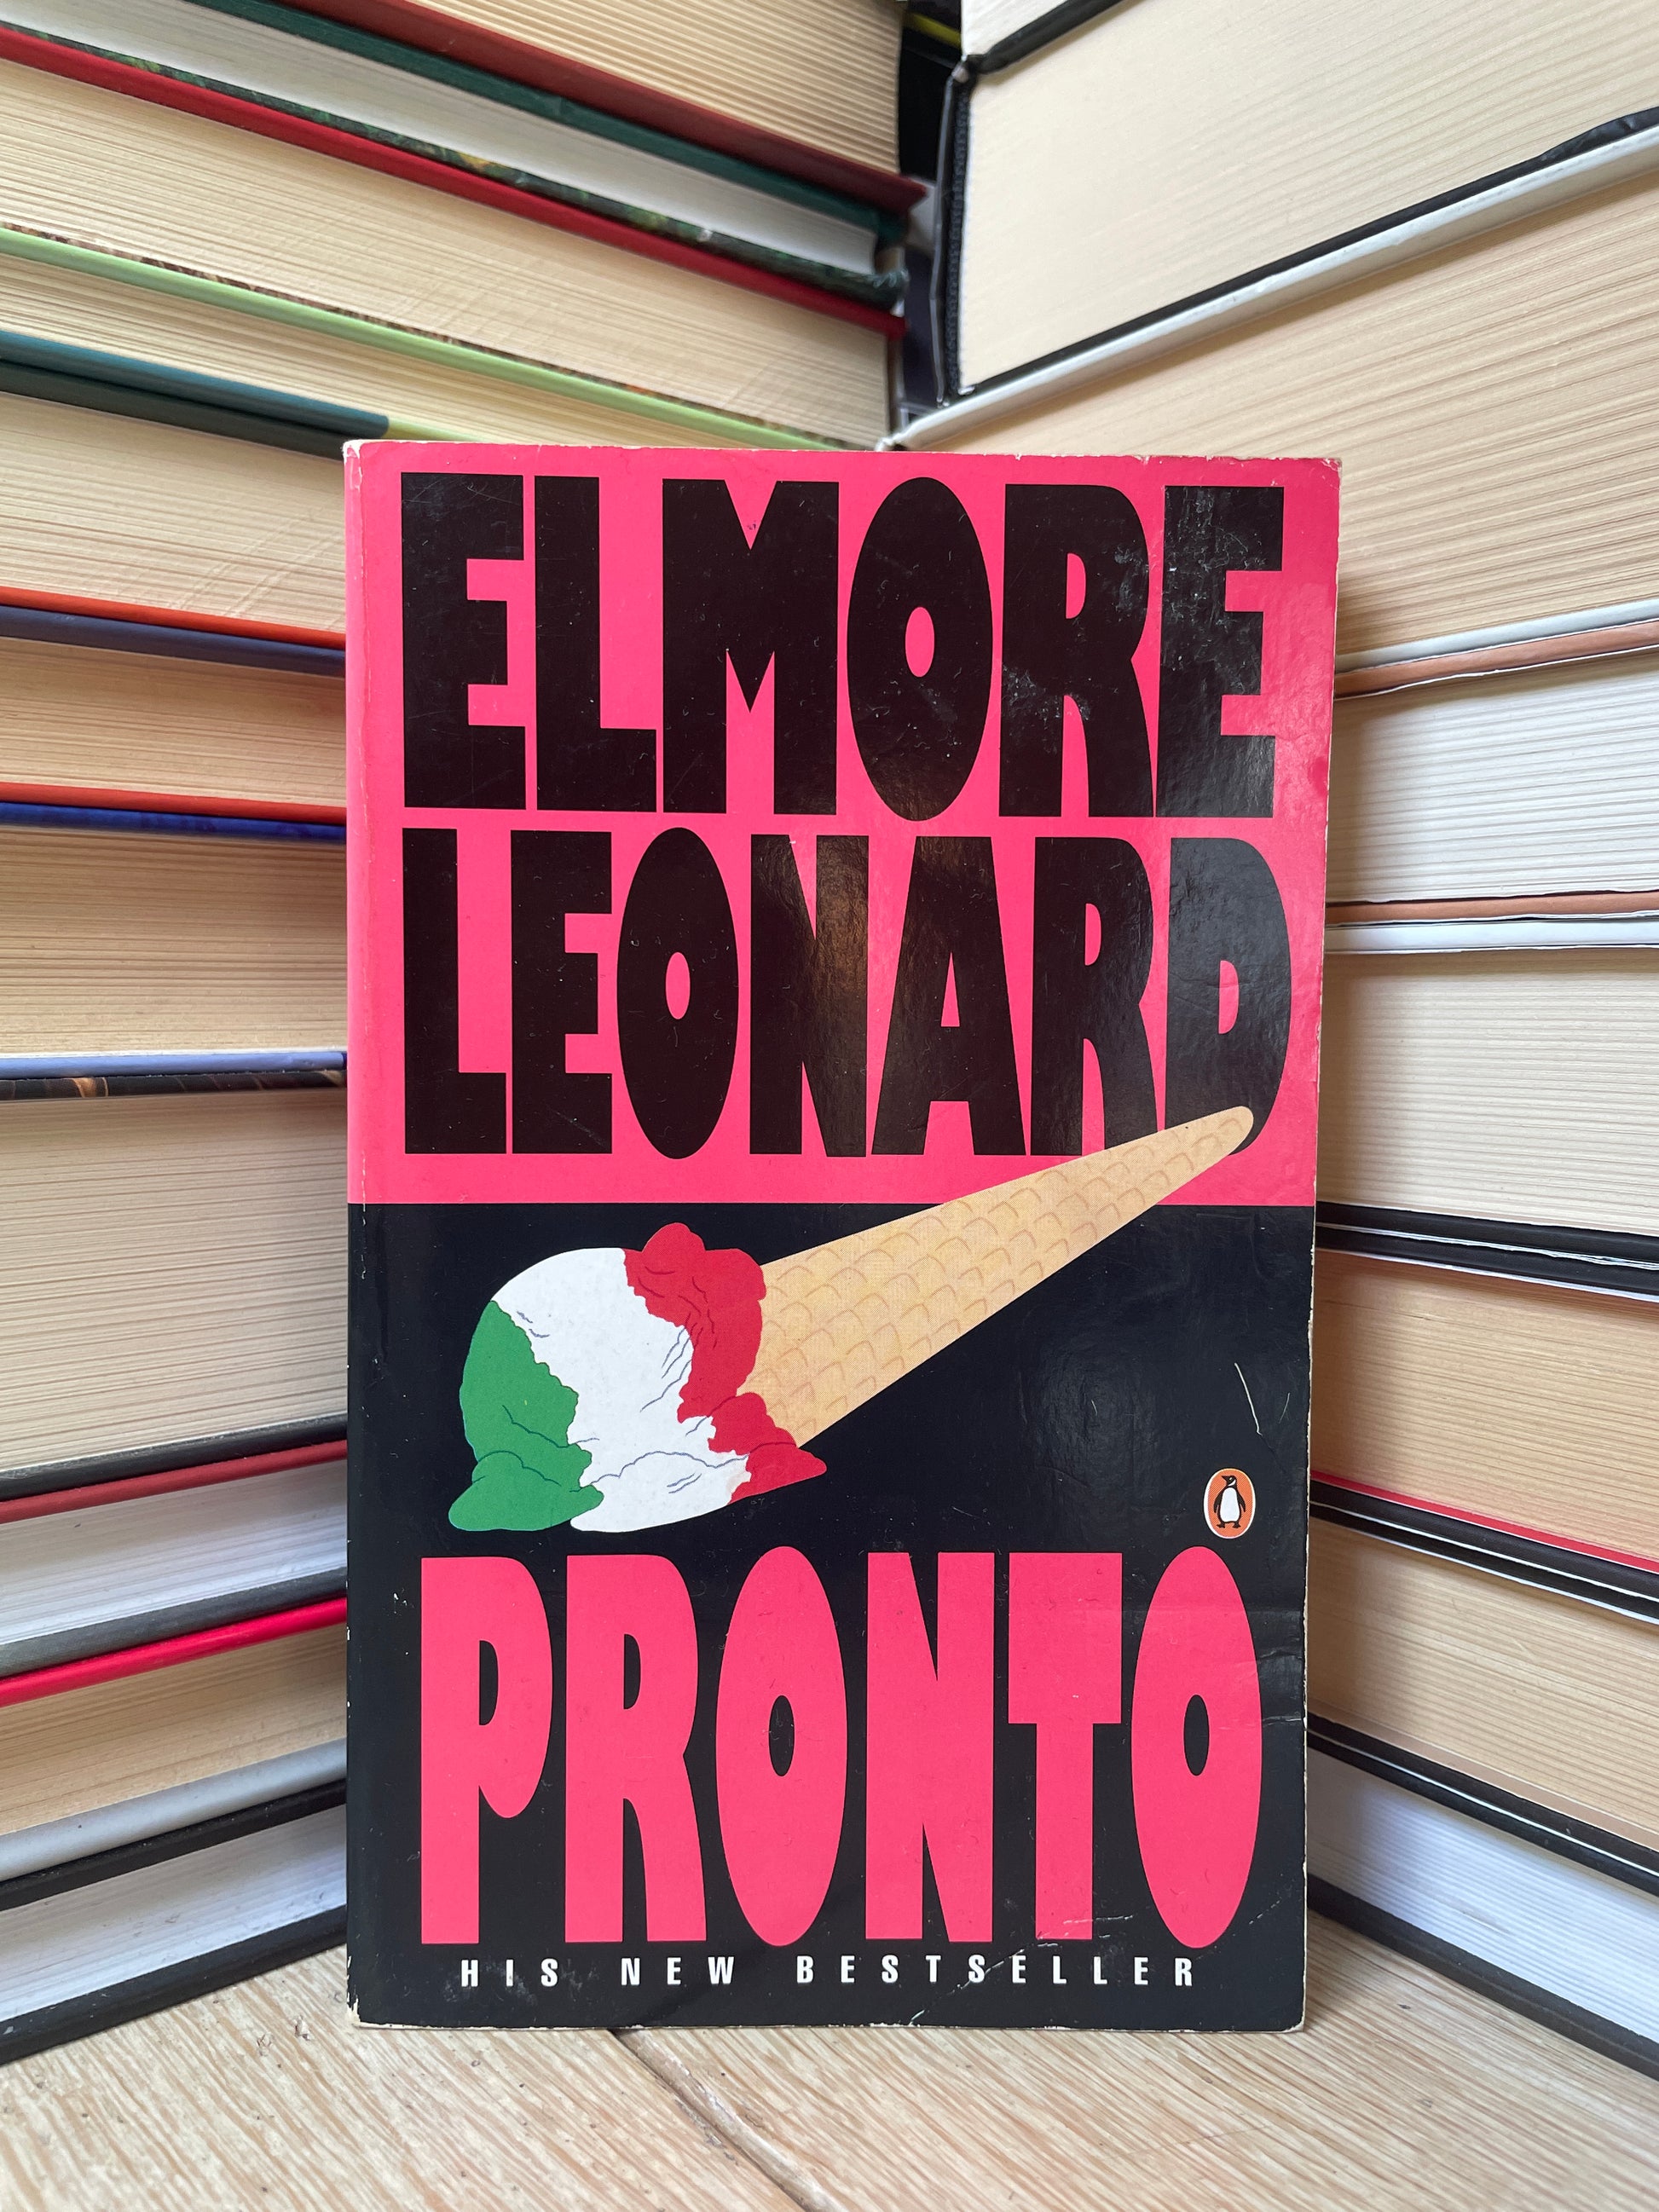 ELMORE
LEONARD
PRONTO
HIS NEW BESTSELLER